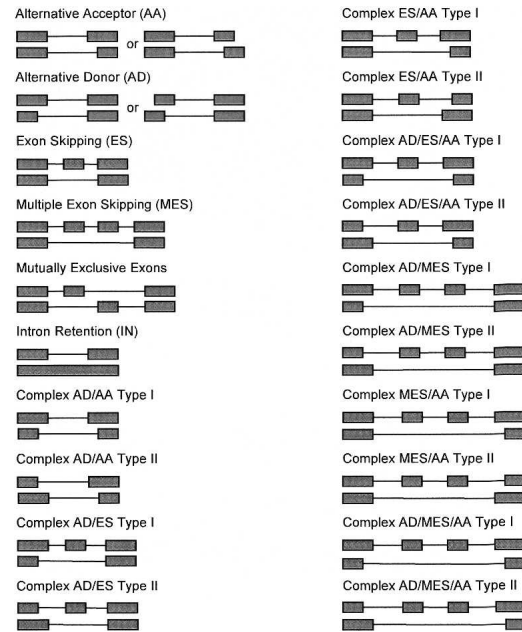 Alternative Acceptor (AA)
or
Alternative Donor (AD)
or
Exon Skipping (ES)
Multiple Exon Skipping (MES)
Mutually Exclusive Exons
Intron Retention (IN)
Complex AD/AA Type I
Complex AD/AA Type II
Complex AD/ES Type I
Complex AD/ES Type II
Complex ES/AA Type I
Complex ES/AA Type II
Complex AD/ES/AA Type I
Complex AD/ES/AA Type II
Complex AD/MES Type I
Complex AD/MES Type II
Complex MES/AA Type I
Complex MES/AA Type II
Complex AD/MES/AA Type I
Complex AD/MES/AA Type II